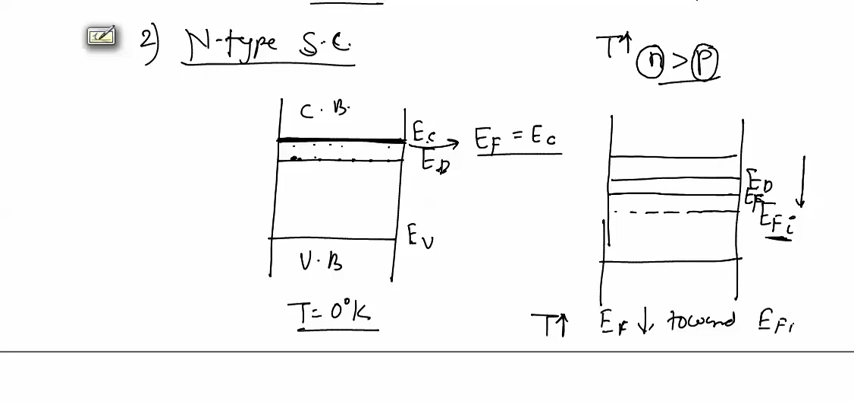 2) N-type S.C.
T↑ n > p
C.B.
EC
EF = EC
ED
EV
V.B
T=0°K
ED
EF
EFi
T↑ EF ↓, toward EFi